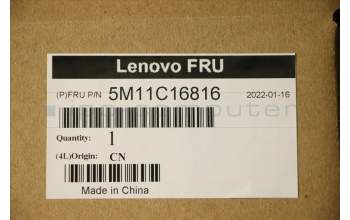 Lenovo FRU
(P)FRU P/N 5M11C16816 2022-01-16
Quantity: 1
(4L)Origin: CN
Made in China